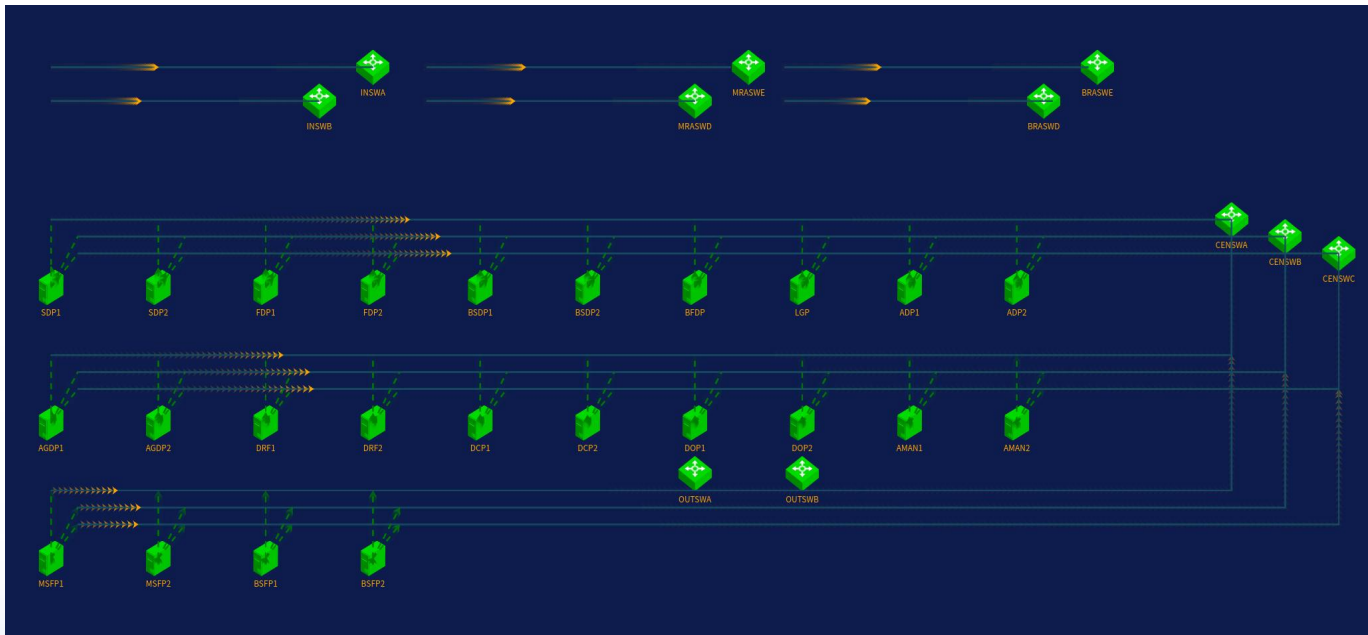 INSWA
MRASWE
BRASWE
INSWB
MRASWD
BRASWD
CENSWA
CENSWB
CENSWC
SDP1
SDP2
FDP1
FDP2
BSDP1
BSDP2
BFDP
LGP
ADP1
ADP2
AGDP1
AGDP2
DRF1
DRF2
DCP1
DCP2
DOP1
DOP2
AMAN1
AMAN2
OUTSWA
OUTSWB
MSFP1
MSFP2
BSFP1
BSFP2